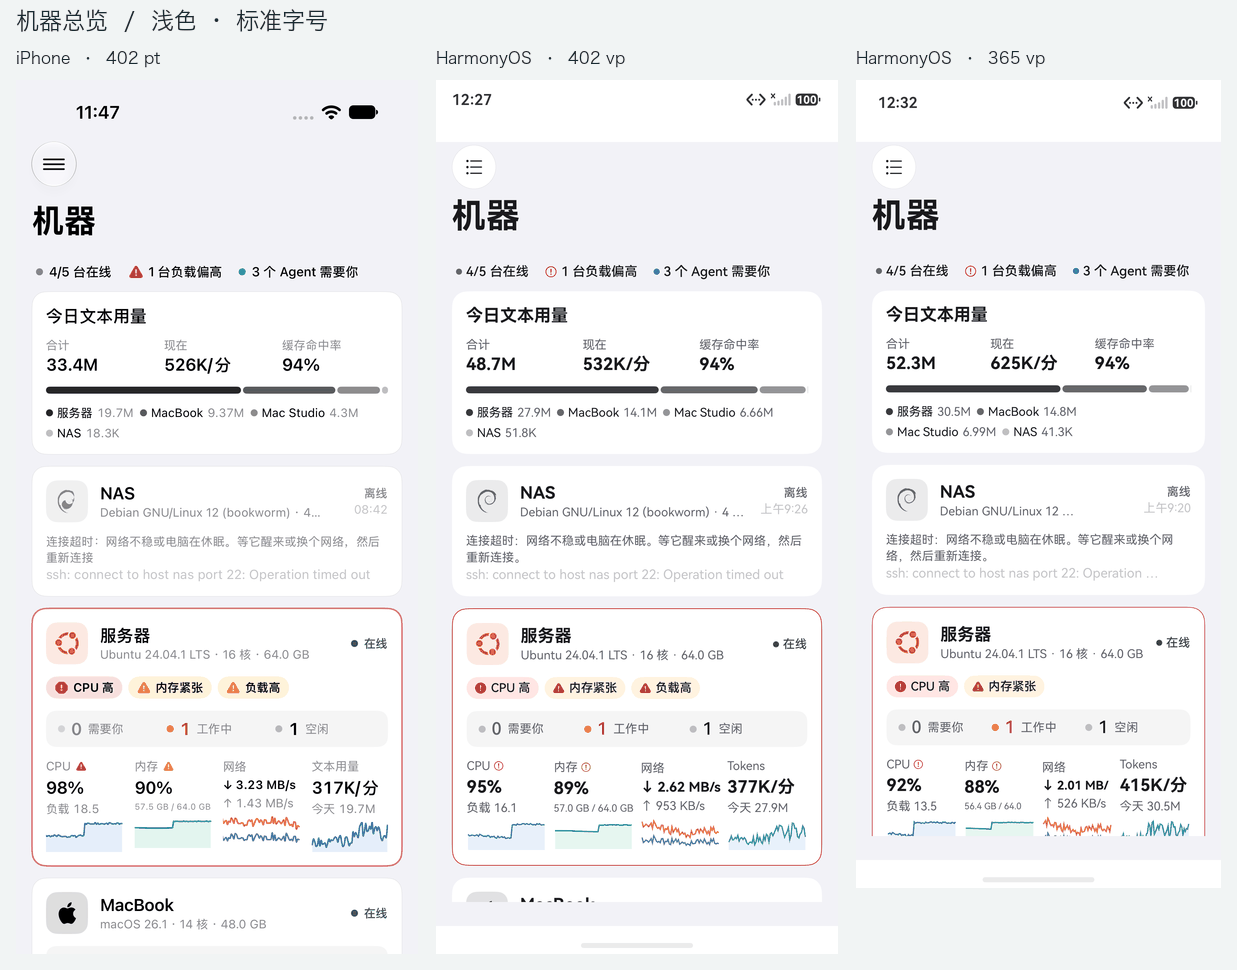 机器总览 / 浅色 · 标准字号
iPhone · 402 pt
11:47
机器
4/5 台在线 1 台负载偏高 3 个 Agent 需要你
今日文本用量
合计 现在 缓存命中率
33.4M 526K/分 94%
服务器 19.7M MacBook 9.37M Mac Studio 4.3M
NAS 18.3K
NAS 离线
Debian GNU/Linux 12 (bookworm) · 4... 08:42
连接超时：网络不稳或电脑在休眠。等它醒来或换个网络，然后
重新连接
ssh: connect to host nas port 22: Operation timed out
服务器 在线
Ubuntu 24.04.1 LTS · 16 核 · 64.0 GB
CPU 高 内存紧张 负载高
0 需要你 1 工作中 1 空闲
CPU 内存 网络 文本用量
98% 90% ↓ 3.23 MB/s 317K/分
负载 18.5 57.5 GB / 64.0 GB ↑ 1.43 MB/s 今天 19.7M
MacBook 在线
macOS 26.1 · 14 核 · 48.0 GB
HarmonyOS · 402 vp
12:27 100
机器
4/5 台在线 1 台负载偏高 3 个 Agent 需要你
今日文本用量
合计 现在 缓存命中率
48.7M 532K/分 94%
服务器 27.9M MacBook 14.1M Mac Studio 6.66M
NAS 51.8K
NAS 离线
Debian GNU/Linux 12 (bookworm) · 4 ... 上午9:26
连接超时：网络不稳或电脑在休眠。等它醒来或换个网络，然后
重新连接。
ssh: connect to host nas port 22: Operation timed out
服务器 在线
Ubuntu 24.04.1 LTS · 16 核 · 64.0 GB
CPU 高 内存紧张 负载高
0 需要你 1 工作中 1 空闲
CPU 内存 网络 Tokens
95% 89% ↓ 2.62 MB/s 377K/分
负载 16.1 57.0 GB / 64.0 GB ↑ 953 KB/s 今天 27.9M
MacBook
HarmonyOS · 365 vp
12:32 100
机器
4/5 台在线 1 台负载偏高 3 个 Agent 需要你
今日文本用量
合计 现在 缓存命中率
52.3M 625K/分 94%
服务器 30.5M MacBook 14.8M
Mac Studio 6.99M NAS 41.3K
NAS 离线
Debian GNU/Linux 12 ... 上午9:20
连接超时：网络不稳或电脑在休眠。等它醒来或换个网
络，然后重新连接。
ssh: connect to host nas port 22: Operation ...
服务器 在线
Ubuntu 24.04.1 LTS · 16 核 · 64.0 GB
CPU 高 内存紧张
0 需要你 1 工作中 1 空闲
CPU 内存 网络 Tokens
92% 88% ↓ 2.01 MB/ 415K/分
负载 13.5 56.4 GB / 64.0 ↑ 526 KB/s 今天 30.5M